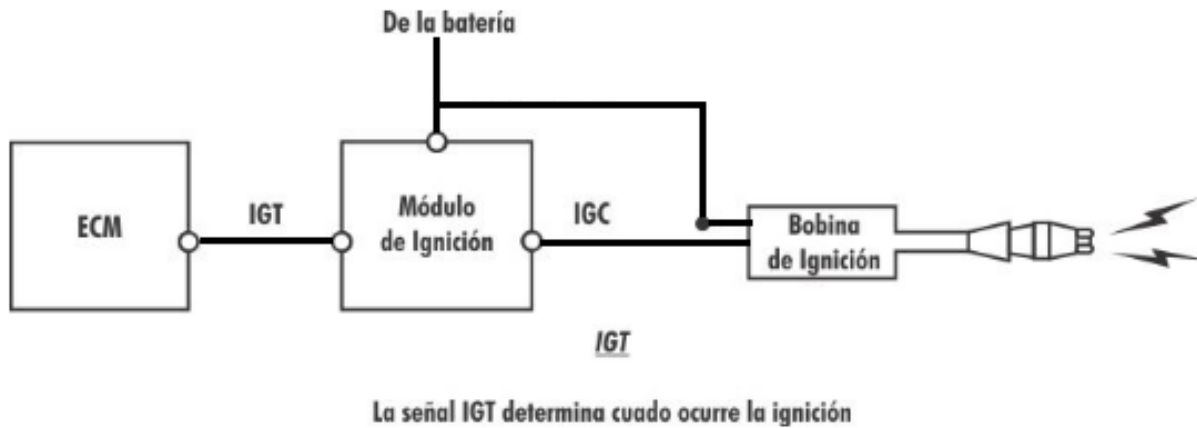 De la batería
ECM
IGT
Módulo
de Ignición
IGC
Bobina
de Ignición
IGT
La señal IGT determina cuado ocurre la ignición